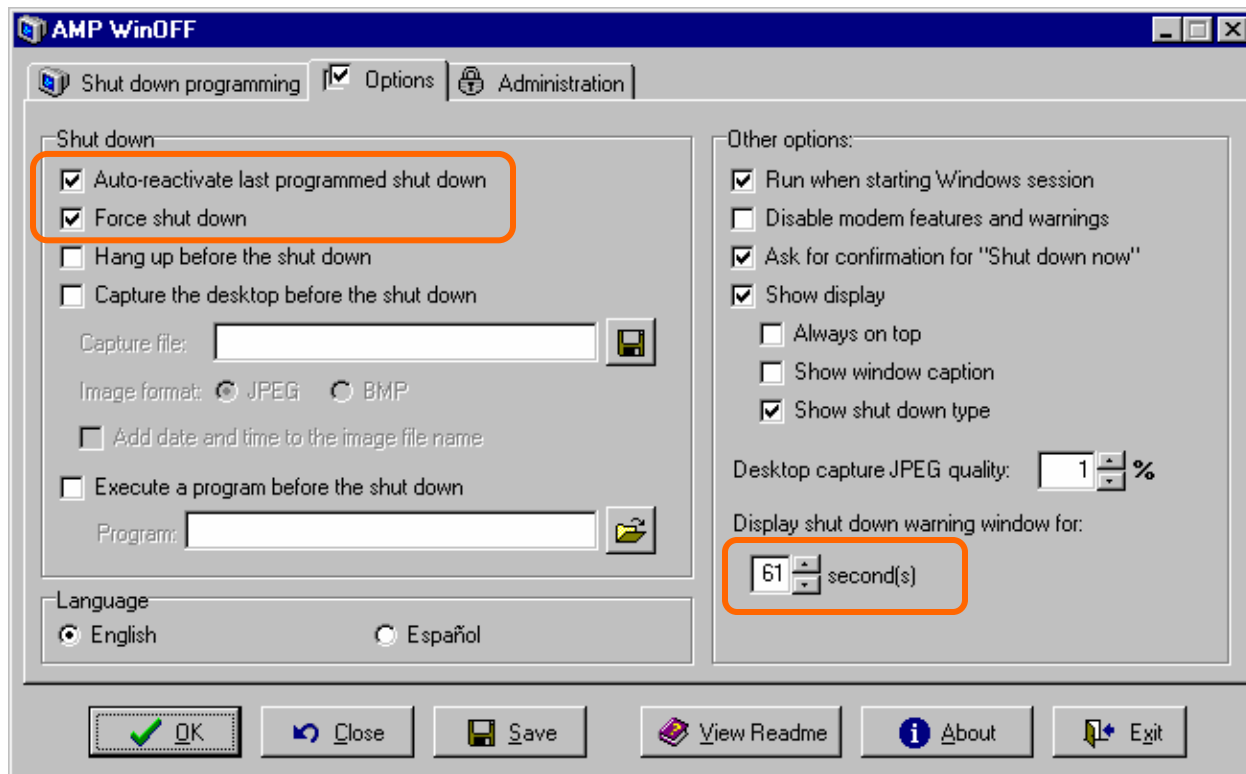 AMP WinOFF
Shut down programming
Options
Administration
Shut down
Auto-reactivate last programmed shut down
Force shut down
Hang up before the shut down
Capture the desktop before the shut down
Capture file:
Image format: JPEG BMP
Add date and time to the image file name
Execute a program before the shut down
Program:
Language
English Español
Other options:
Run when starting Windows session
Disable modem features and warnings
Ask for confirmation for "Shut down now"
Show display
Always on top
Show window caption
Show shut down type
Desktop capture JPEG quality: 1 %
Display shut down warning window for:
61 second(s)
OK
Close
Save
View Readme
About
Exit